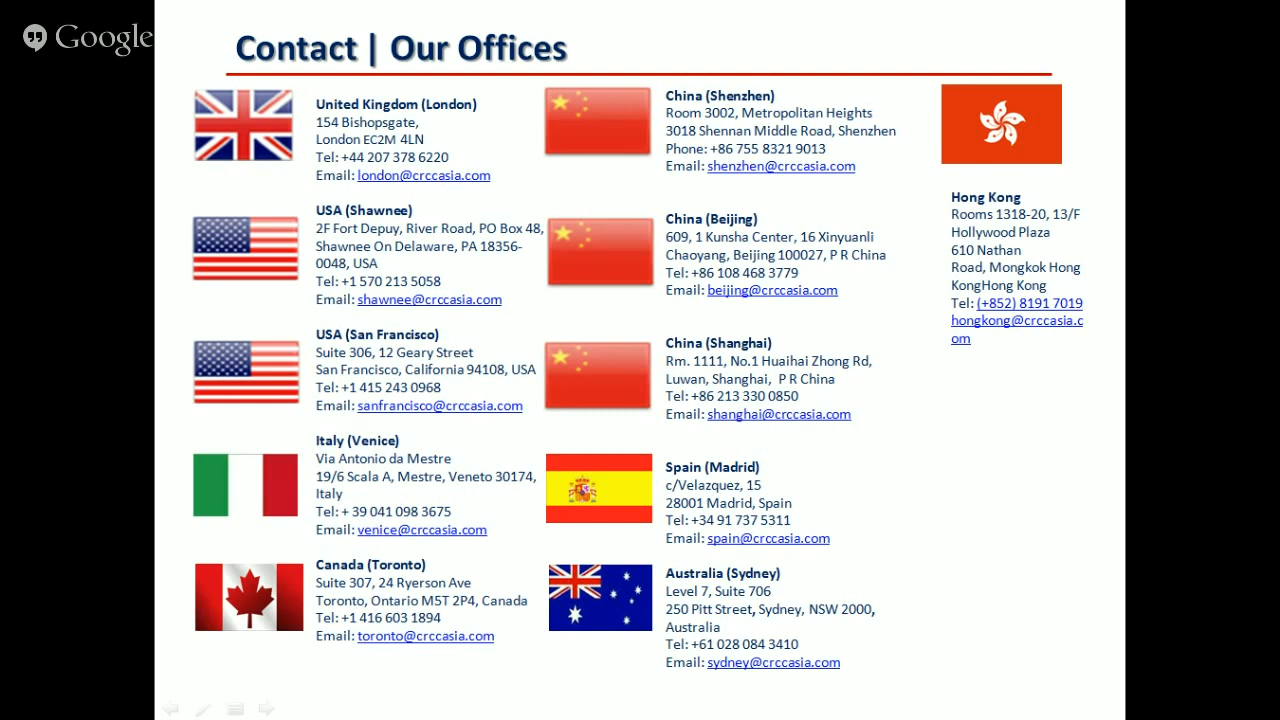 Google
Contact | Our Offices
United Kingdom (London)
154 Bishopsgate,
London EC2M 4LN
Tel: +44 207 378 6220
Email: london@crccasia.com
USA (Shawnee)
2F Fort Depuy, River Road, PO Box 48,
Shawnee On Delaware, PA 18356-
0048, USA
Tel: +1 570 213 5058
Email: shawnee@crccasia.com
USA (San Francisco)
Suite 306, 12 Geary Street
San Francisco, California 94108, USA
Tel: +1 415 243 0968
Email: sanfrancisco@crccasia.com
Italy (Venice)
Via Antonio da Mestre
19/6 Scala A, Mestre, Veneto 30174,
Italy
Tel: + 39 041 098 3675
Email: venice@crccasia.com
Canada (Toronto)
Suite 307, 24 Ryerson Ave
Toronto, Ontario M5T 2P4, Canada
Tel: +1 416 603 1894
Email: toronto@crccasia.com
China (Shenzhen)
Room 3002, Metropolitan Heights
3018 Shennan Middle Road, Shenzhen
Phone: +86 755 8321 9013
Email: shenzhen@crccasia.com
China (Beijing)
609, 1 Kunsha Center, 16 Xinyuanli
Chaoyang, Beijing 100027, P R China
Tel: +86 108 468 3779
Email: beijing@crccasia.com
China (Shanghai)
Rm. 1111, No.1 Huaihai Zhong Rd,
Luwan, Shanghai,  P R China
Tel: +86 213 330 0850
Email: shanghai@crccasia.com
Spain (Madrid)
c/Velazquez, 15
28001 Madrid, Spain
Tel: +34 91 737 5311
Email: spain@crccasia.com
Australia (Sydney)
Level 7, Suite 706
250 Pitt Street, Sydney, NSW 2000,
Australia
Tel: +61 028 084 3410
Email: sydney@crccasia.com
Hong Kong
Rooms 1318-20, 13/F
Hollywood Plaza
610 Nathan
Road, Mongkok Hong
KongHong Kong
Tel: (+852) 8191 7019
hongkong@crccasia.c
om